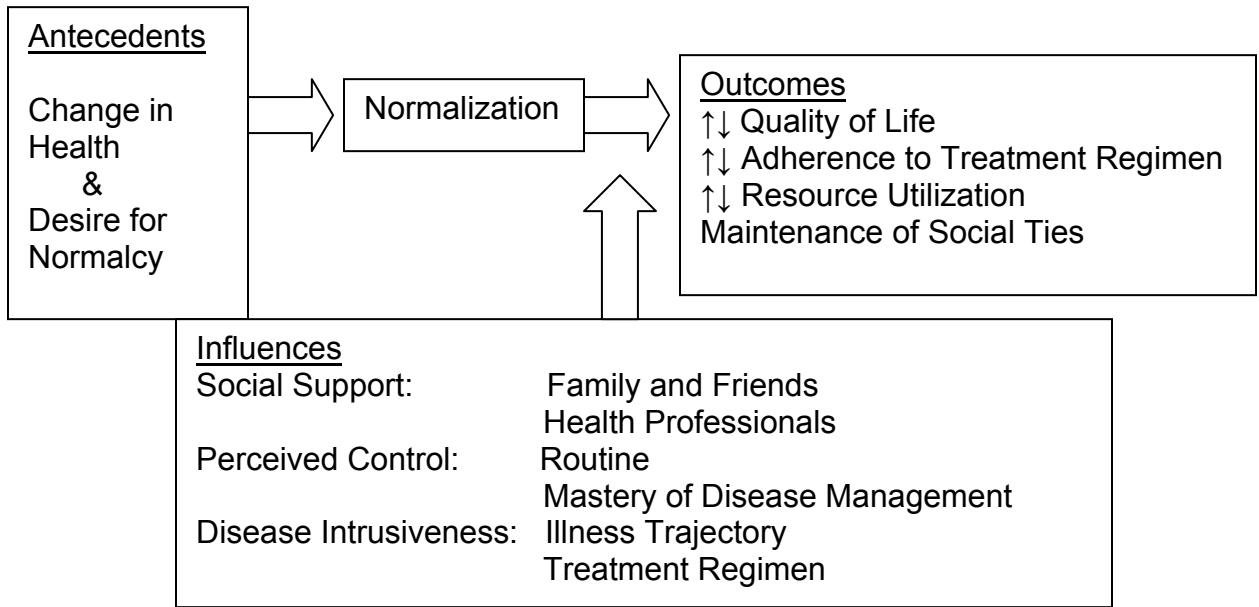 Antecedents
Change in
Health
&
Desire for
Normalcy
Normalization
Outcomes
↑↓ Quality of Life
↑↓ Adherence to Treatment Regimen
↑↓ Resource Utilization
Maintenance of Social Ties
Influences
Social Support: Family and Friends
Health Professionals
Perceived Control: Routine
Mastery of Disease Management
Disease Intrusiveness: Illness Trajectory
Treatment Regimen